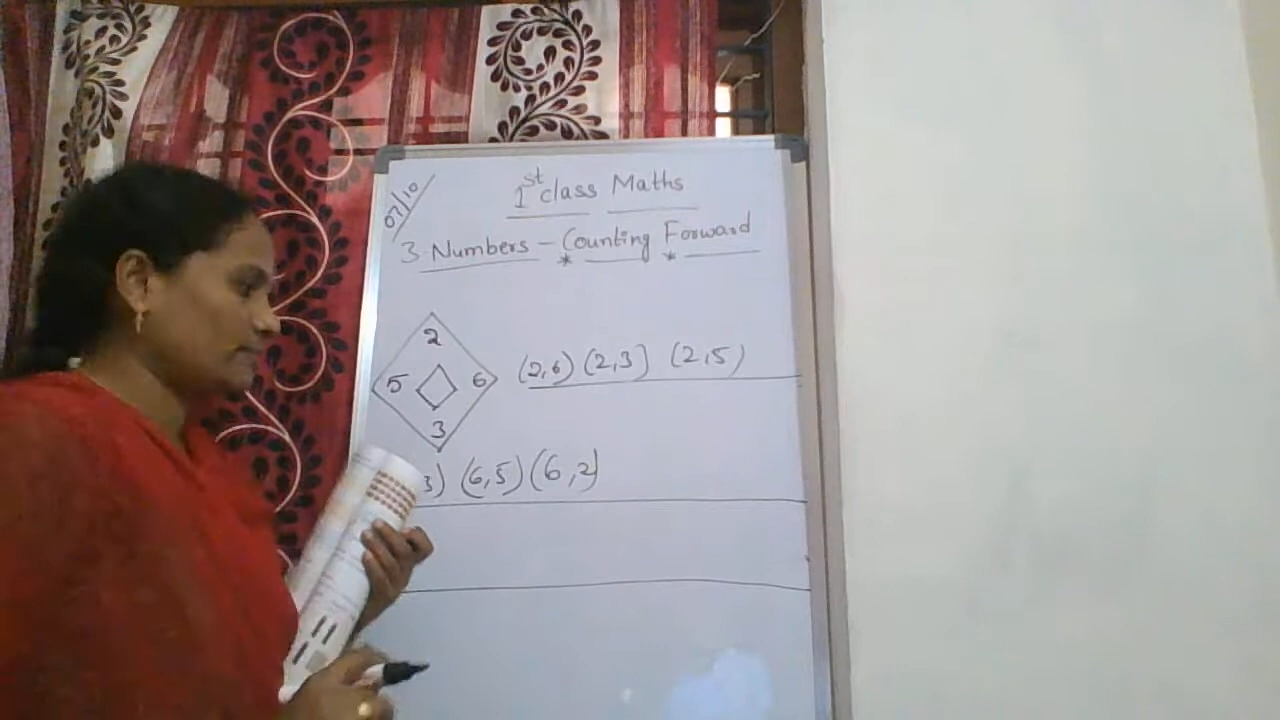 07/10
1st class Maths
3. Numbers - Counting Forward
* *
2
5 6
3
(2,6) (2,3] (2,5)
3) (6,5) (6,2)